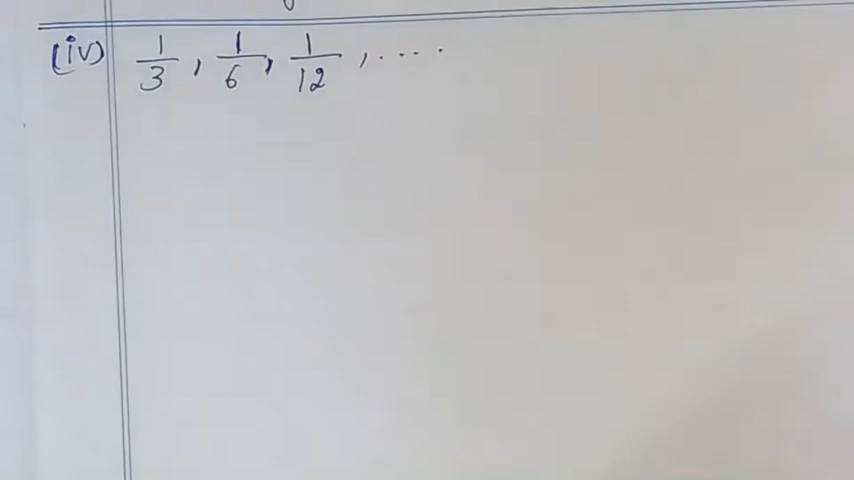 (iv) 1/3, 1/6, 1/12, .....